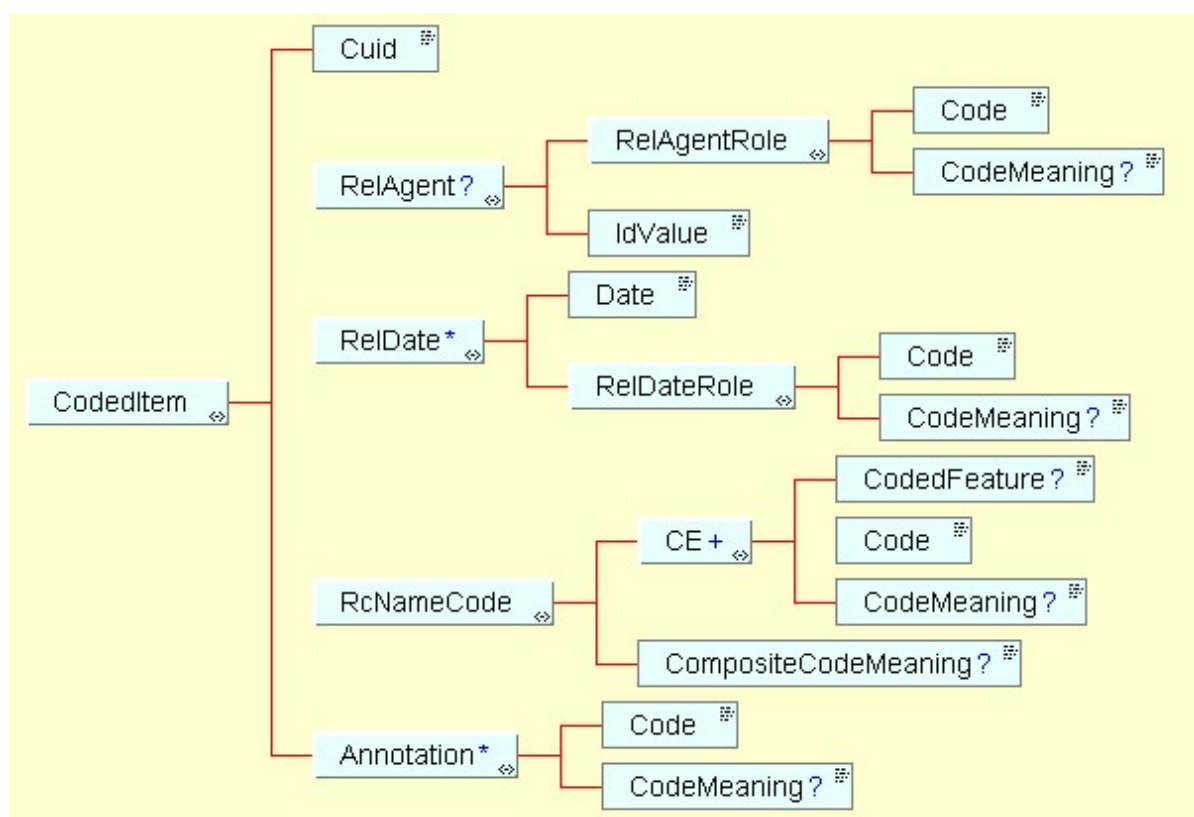 Cuid
Code
RelAgentRole
CodeMeaning?
RelAgent?
IdValue
Date
RelDate*
Code
RelDateRole
CodeMeaning?
CodedItem
CodedFeature?
CE+
Code
RcNameCode
CodeMeaning?
CompositeCodeMeaning?
Code
Annotation*
CodeMeaning?